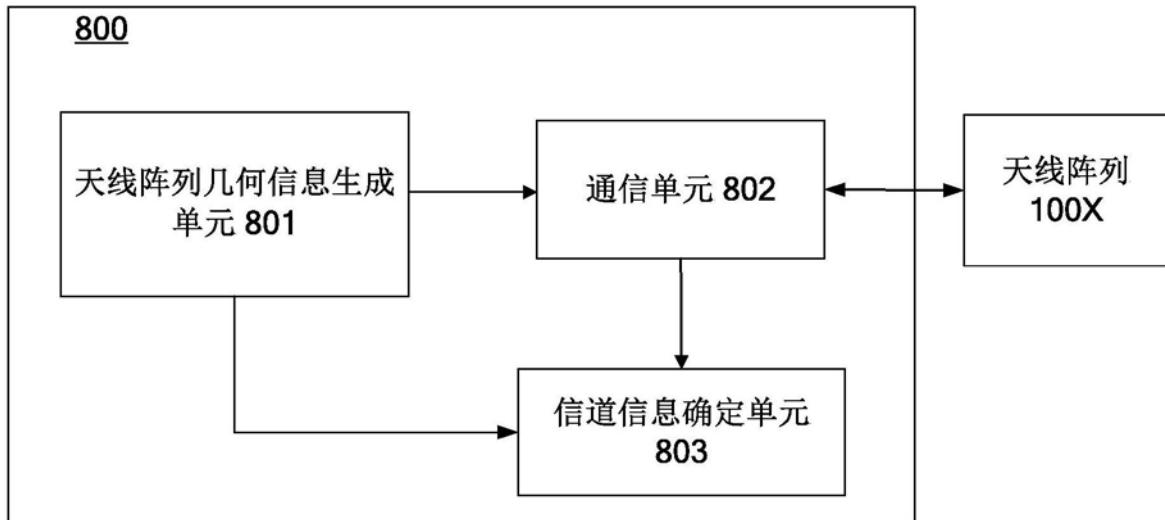 800
天线阵列几何信息生成
单元 801
通信单元 802
天线阵列
100X
信道信息确定单元
803